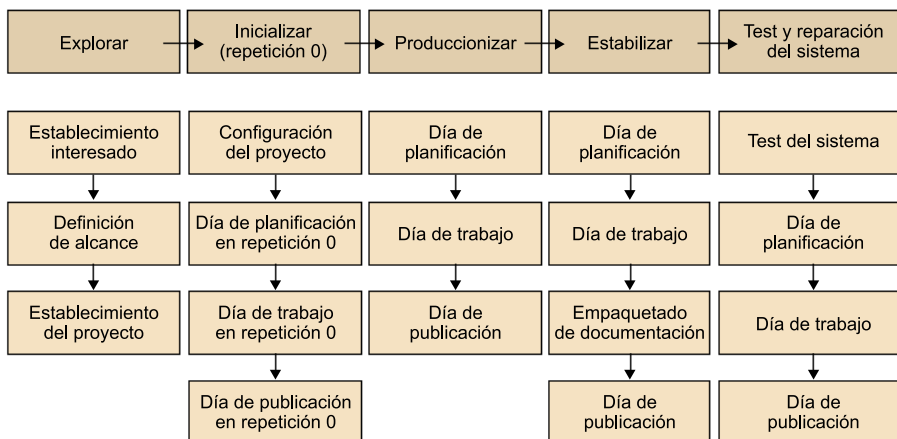 Explorar
Inicializar
(repetición 0)
Produccionizar
Estabilizar
Test y reparación
del sistema
Establecimiento
interesado
Definición
de alcance
Establecimiento
del proyecto
Configuración
del proyecto
Día de planificación
en repetición 0
Día de trabajo
en repetición 0
Día de publicación
en repetición 0
Día de
planificación
Día de trabajo
Día de
publicación
Día de
planificación
Día de trabajo
Empaquetado
de documentación
Día de
publicación
Test del sistema
Día de
planificación
Día de trabajo
Día de
publicación